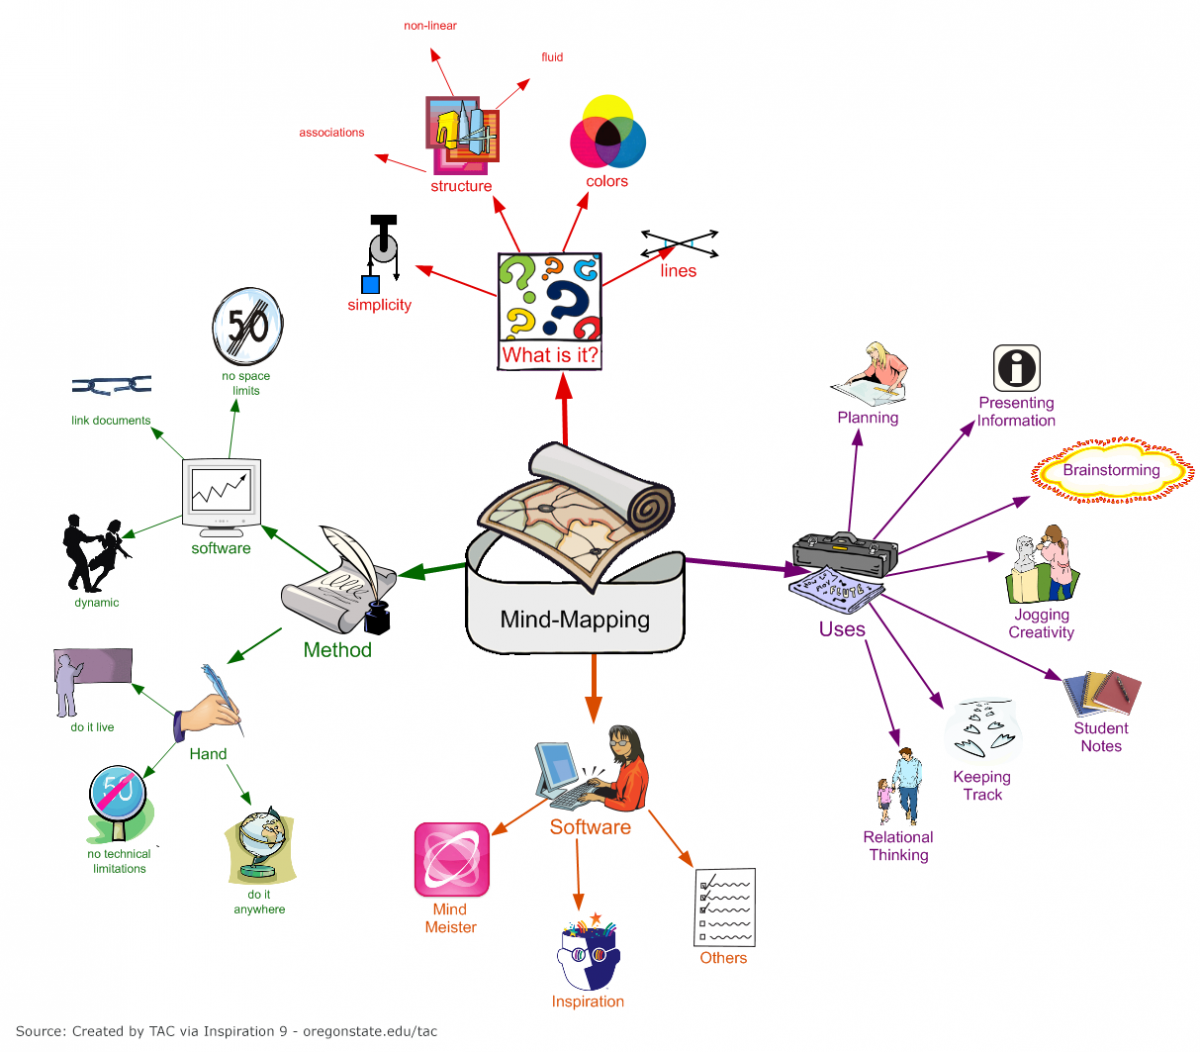 non-linear
fluid
associations
structure
colors
simplicity
lines
What is it?
50
no space
limits
link documents
software
dynamic
Method
do it live
Hand
50
no technical
limitations
do it
anywhere
Mind-Mapping
Planning
Presenting
Information
Brainstorming
Jogging
Creativity
FLUTE
Uses
Student
Notes
Keeping
Track
Relational
Thinking
Software
Mind
Meister
Inspiration
Others
Source: Created by TAC via Inspiration 9 - oregonstate.edu/tac